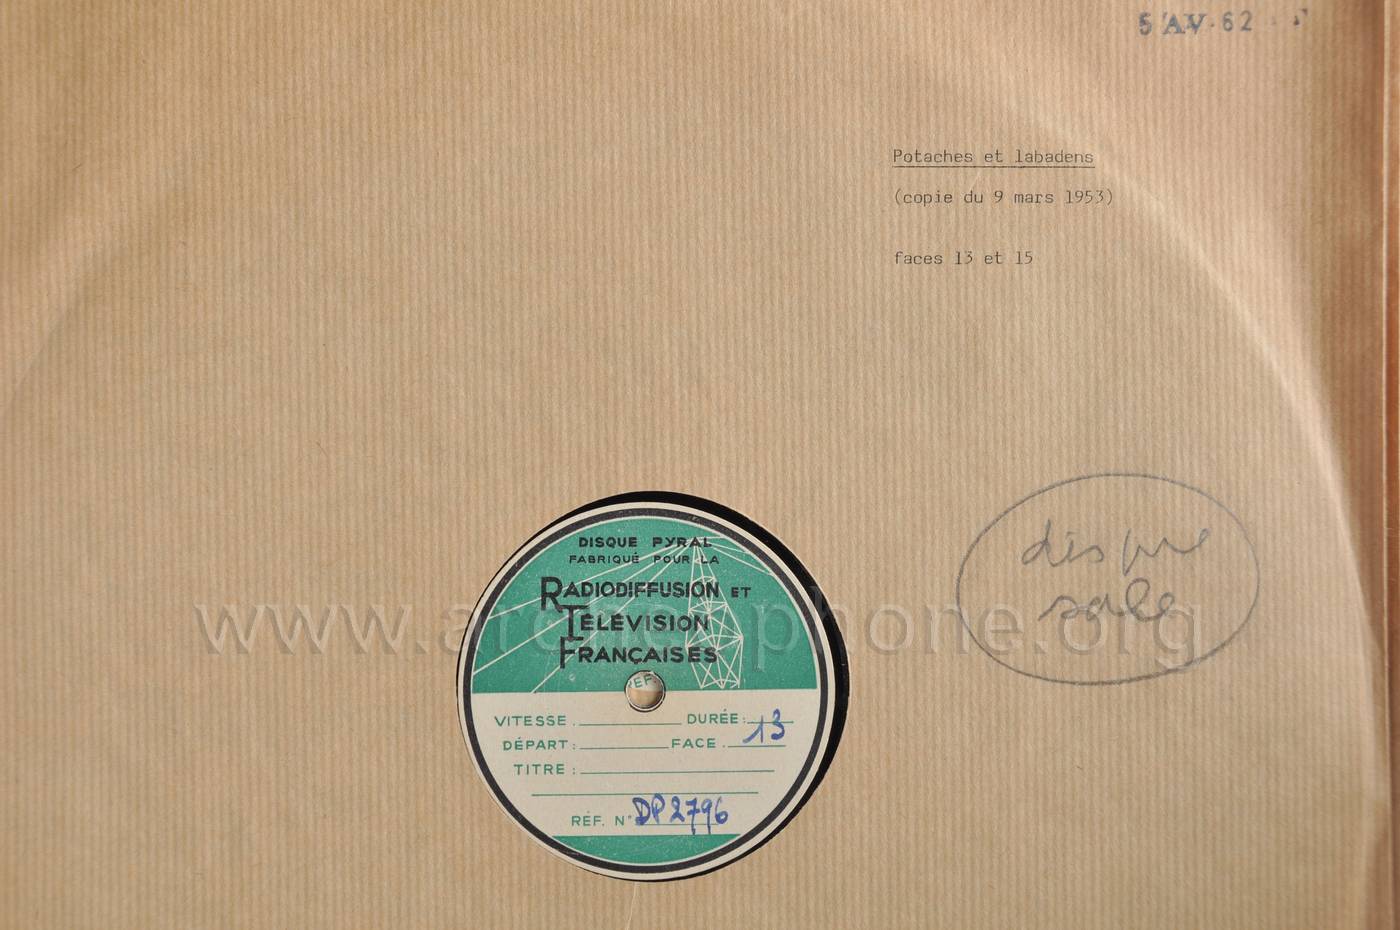 5 AV 62
Potaches et labadens
(copie du 9 mars 1953)
faces 13 et 15
disque
sale
DISQUE PYRAL
FABRIQUÉ POUR LA
RADIODIFFUSION ET
TÉLÉVISION
FRANÇAISES
RÉF.
VITESSE . DURÉE:
DÉPART: FACE . 13
TITRE :
RÉF. N° DP 2796
www.archeophone.org